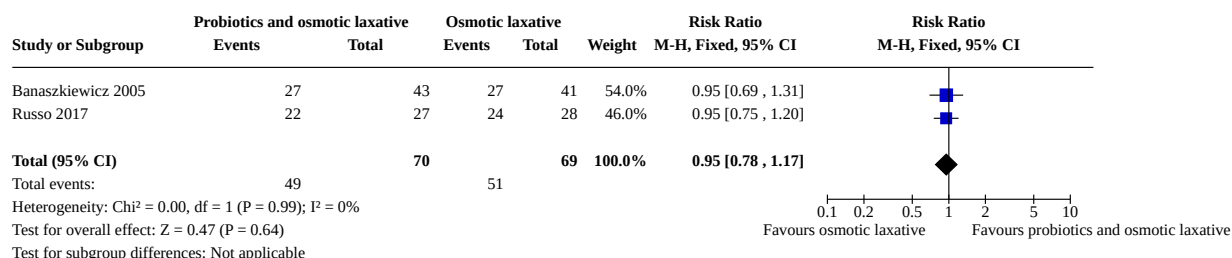 Probiotics and osmotic laxative Osmotic laxative Risk Ratio Risk Ratio
Study or Subgroup Events Total Events Total Weight M-H, Fixed, 95% CI M-H, Fixed, 95% CI
Banaszkiewicz 2005 27 43 27 41 54.0% 0.95 [0.69 , 1.31]
Russo 2017 22 27 24 28 46.0% 0.95 [0.75 , 1.20]
Total (95% CI) 70 69 100.0% 0.95 [0.78 , 1.17]
Total events: 49 51
Heterogeneity: Chi² = 0.00, df = 1 (P = 0.99); I² = 0%
0.1 0.2 0.5 1 2 5 10
Test for overall effect: Z = 0.47 (P = 0.64) Favours osmotic laxative Favours probiotics and osmotic laxative
Test for subgroup differences: Not applicable